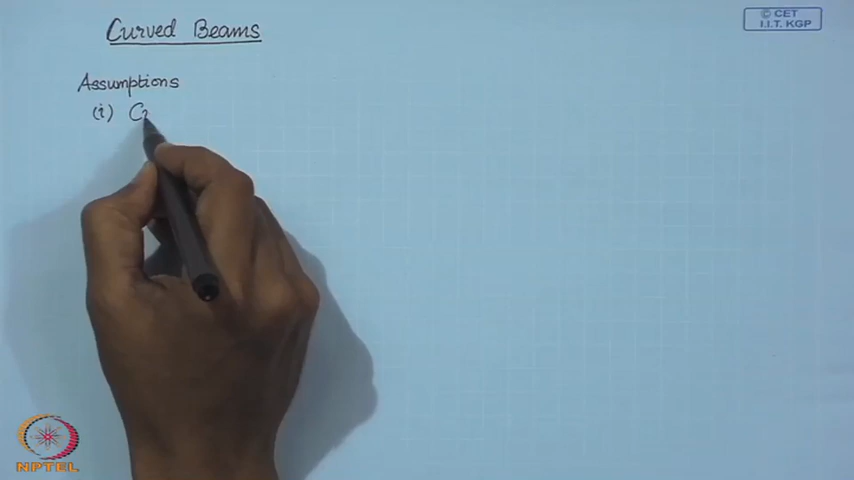 Curved Beams
© CET
I.I.T. KGP
Assumptions
(i)
NPTEL